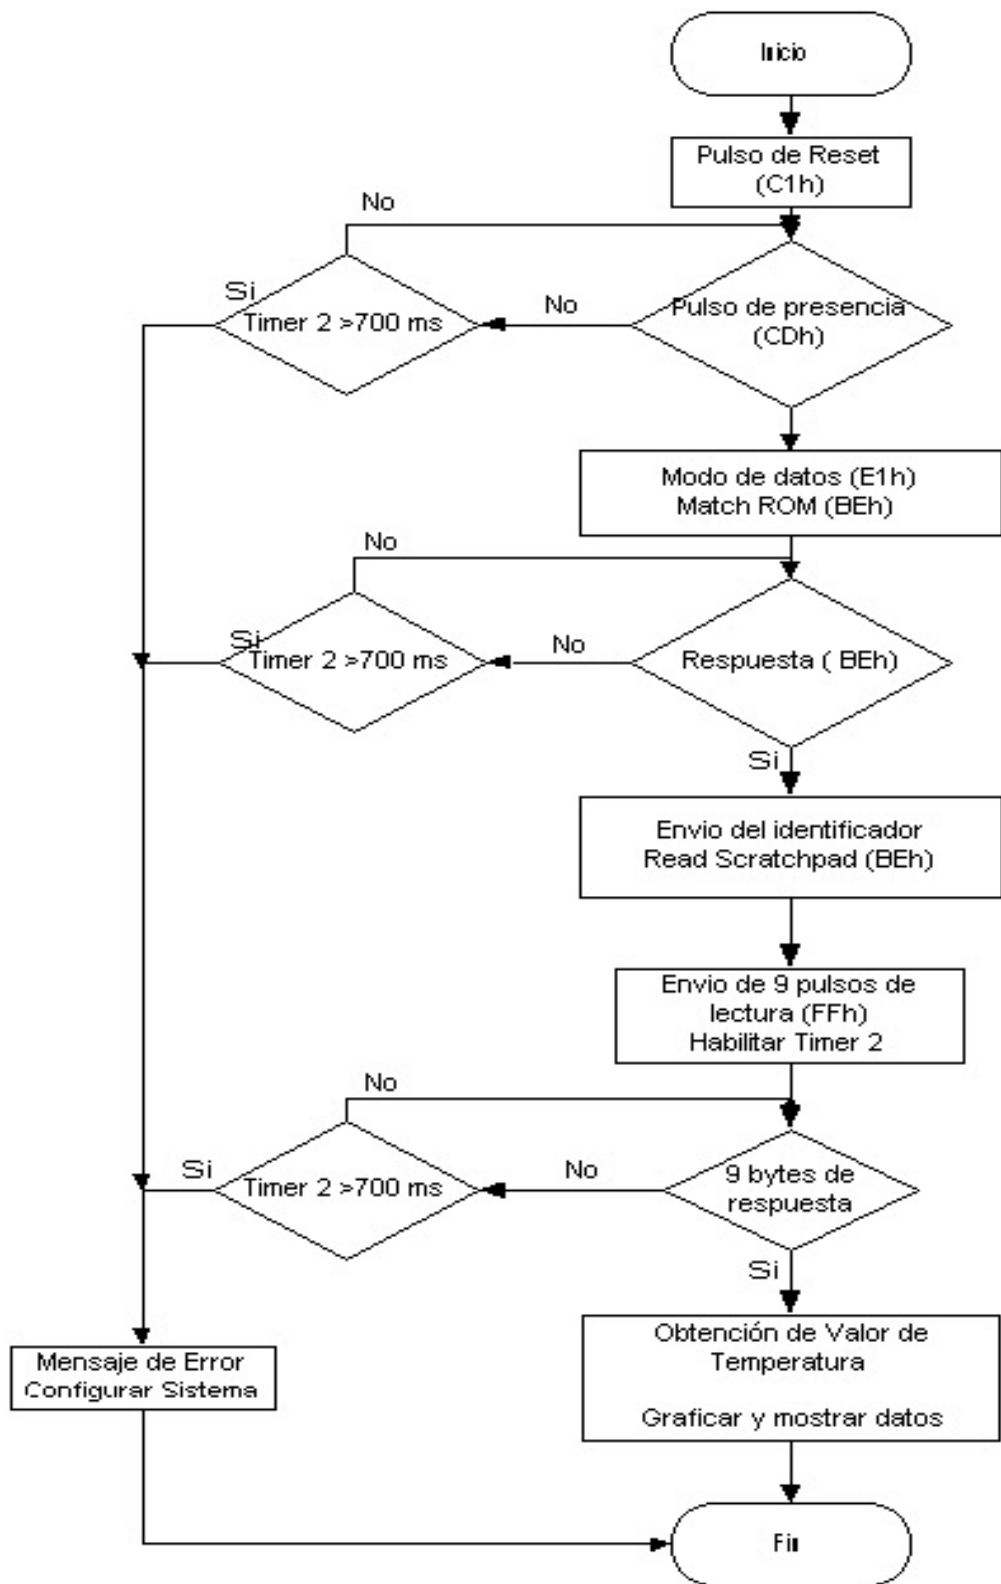 Inicio
Pulso de Reset
(C1h)
No
Si
Timer 2 >700 ms
No
Pulso de presencia
(CDh)
Modo de datos (E1h)
Match ROM (BEh)
No
Si
Timer 2 >700 ms
No
Respuesta ( BEh)
Si
Envio del identificador
Read Scratchpad (BEh)
Envio de 9 pulsos de
lectura (FFh)
Habilitar Timer 2
No
Si
Timer 2 >700 ms
No
9 bytes de
respuesta
Si
Obtención de Valor de
Temperatura
Graficar y mostrar datos
Mensaje de Error
Configurar Sistema
Fin